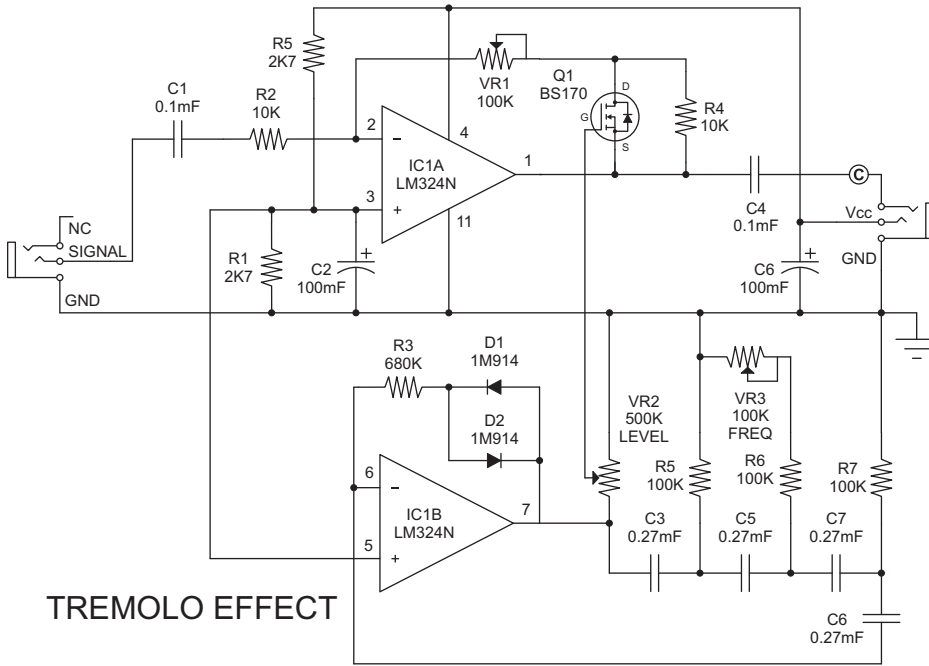 R5
2K7
C1
0.1mF
R2
10K
VR1
100K
Q1
BS170
D
G
S
R4
10K
2
4
IC1A
LM324N
1
3
11
C4
0.1mF
C
Vcc
GND
NC
SIGNAL
GND
R1
2K7
C2
100mF
+
C6
100mF
+
R3
680K
D1
1M914
D2
1M914
VR2
500K
LEVEL
VR3
100K
FREQ
R5
100K
R6
100K
R7
100K
6
IC1B
LM324N
7
5
C3
0.27mF
C5
0.27mF
C7
0.27mF
C6
0.27mF
TREMOLO EFFECT